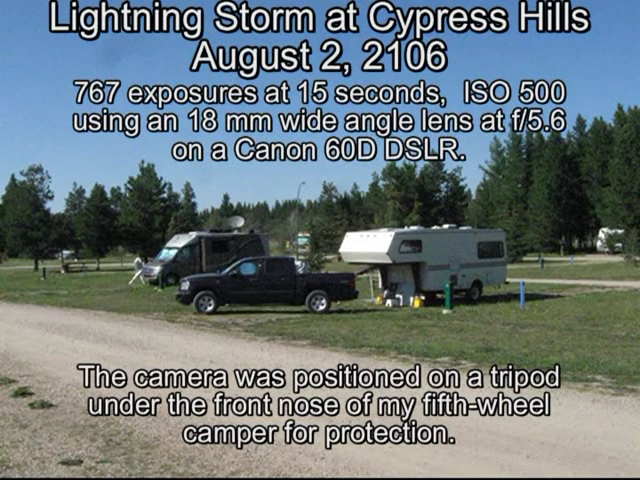 Lightning Storm at Cypress Hills
August 2, 2106
767 exposures at 15 seconds,  ISO 500
using an 18 mm wide angle lens at f/5.6
on a Canon 60D DSLR.
The camera was positioned on a tripod
under the front nose of my fifth-wheel
camper for protection.